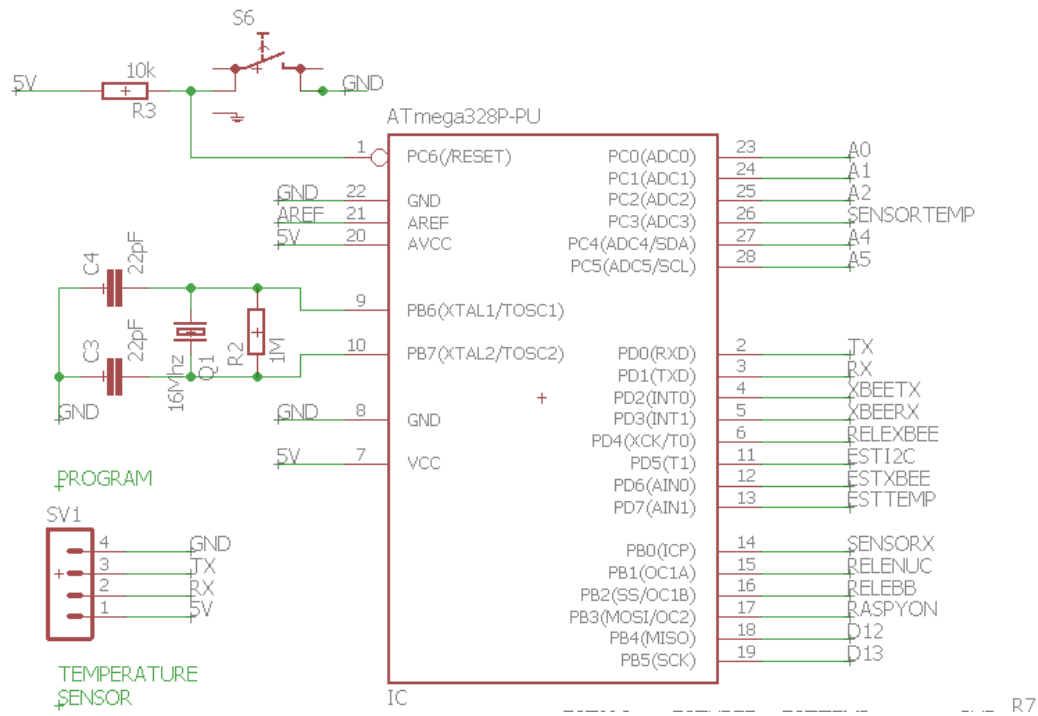 S6
5V
10k
R3
GND
ATmega328P-PU
1
PC6(/RESET)
GND 22
GND
AREF 21
AREF
5V 20
AVCC
C4
22pF
C3
22pF
16Mhz
Q1
R2
1M
GND
9
PB6(XTAL1/TOSC1)
10
PB7(XTAL2/TOSC2)
GND 8
GND
5V 7
VCC
PC0(ADC0) 23 A0
PC1(ADC1) 24 A1
PC2(ADC2) 25 A2
PC3(ADC3) 26 SENSORTEMP
PC4(ADC4/SDA) 27 A4
PC5(ADC5/SCL) 28 A5
PD0(RXD) 2 TX
PD1(TXD) 3 RX
PD2(INT0) 4 XBEETX
PD3(INT1) 5 XBEERX
PD4(XCK/T0) 6 RELEXBEE
PD5(T1) 11 ESTI2C
PD6(AIN0) 12 ESTXBEE
PD7(AIN1) 13 ESTTEMP
PB0(ICP) 14 SENSORX
PB1(OC1A) 15 RELENUC
PB2(SS/OC1B) 16 RELEBB
PB3(MOSI/OC2) 17 RASPYON
PB4(MISO) 18 D12
PB5(SCK) 19 D13
IC
PROGRAM
SV1
4 GND
3 TX
2 RX
1 5V
TEMPERATURE
SENSOR
R7